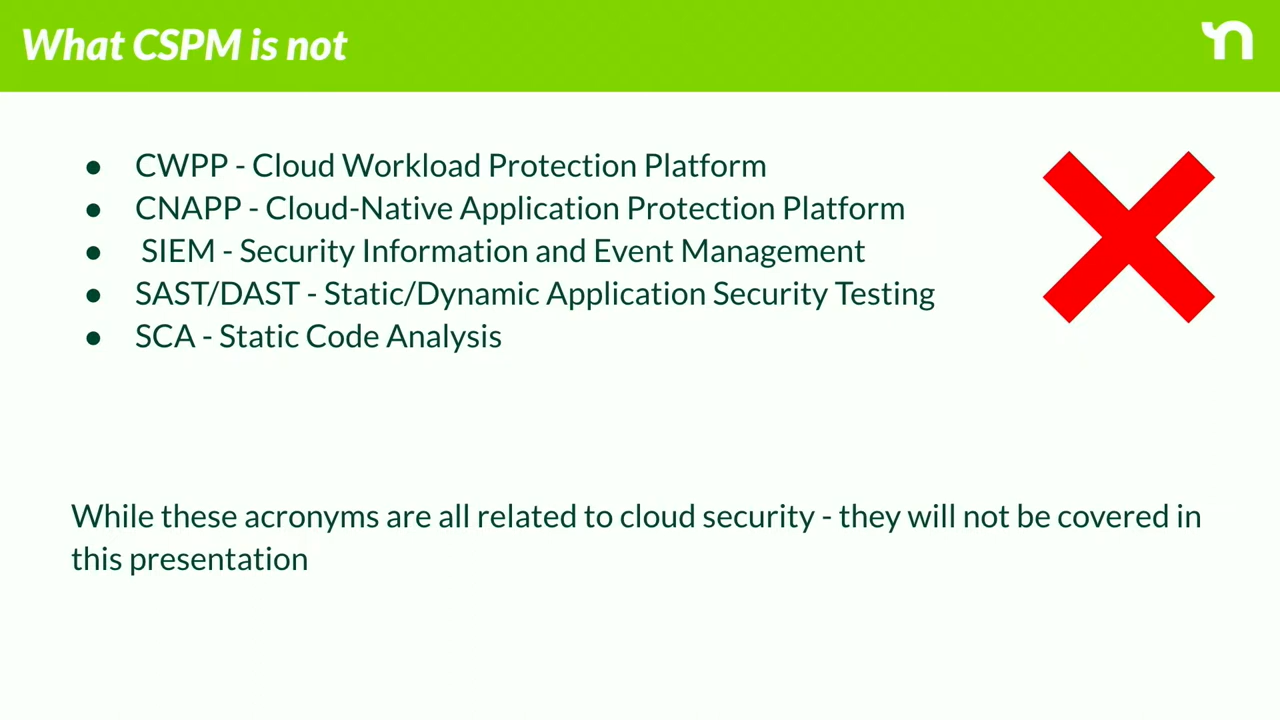 What CSPM is not
n
● CWPP - Cloud Workload Protection Platform
● CNAPP - Cloud-Native Application Protection Platform
● SIEM - Security Information and Event Management
● SAST/DAST - Static/Dynamic Application Security Testing
● SCA - Static Code Analysis
While these acronyms are all related to cloud security - they will not be covered in
this presentation